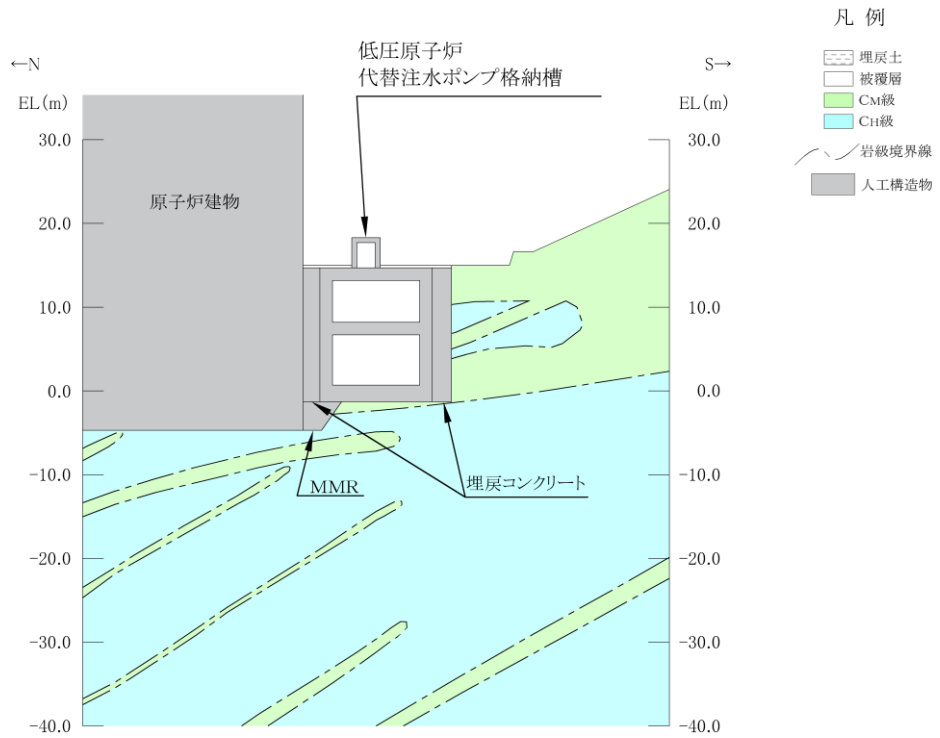 凡 例
埋戻土
被覆層
CM級
CH級
岩級境界線
人工構造物
←N
S→
低圧原子炉
代替注水ポンプ格納槽
EL(m)
EL(m)
30.0
30.0
原子炉建物
20.0
20.0
10.0
10.0
0.0
0.0
-10.0
-10.0
MMR
埋戻コンクリート
-20.0
-20.0
-30.0
-30.0
-40.0
-40.0